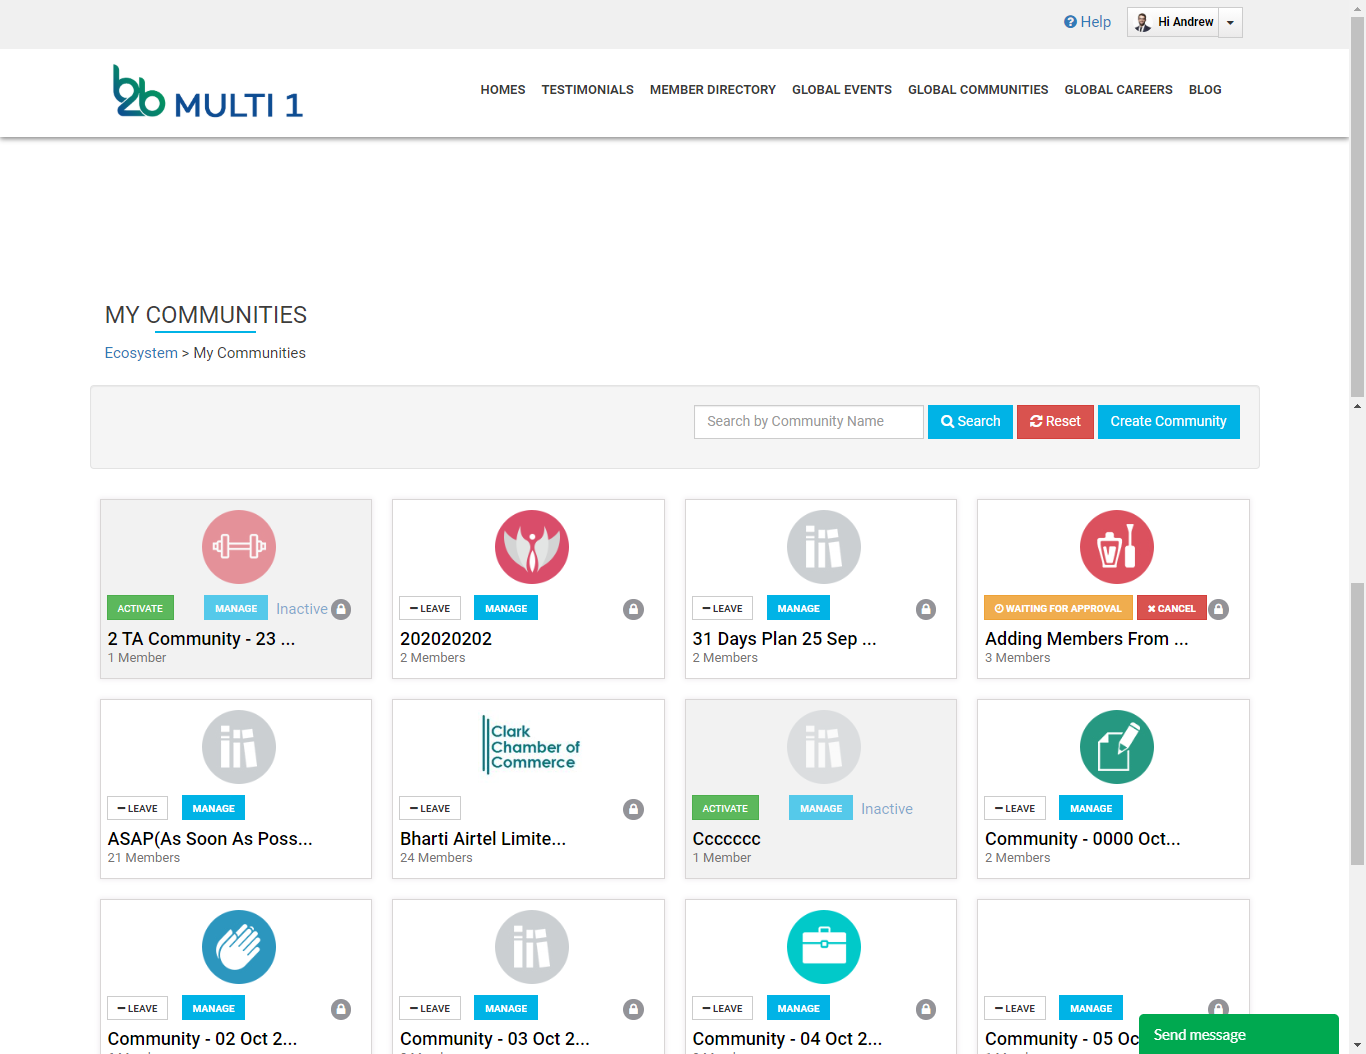 Help
Hi Andrew
b2b MULTI 1
HOMES TESTIMONIALS MEMBER DIRECTORY GLOBAL EVENTS GLOBAL COMMUNITIES GLOBAL CAREERS BLOG
MY COMMUNITIES
Ecosystem > My Communities
Search by Community Name Search Reset Create Community
ACTIVATE MANAGE Inactive
2 TA Community - 23 ...
1 Member
LEAVE MANAGE
202020202
2 Members
LEAVE MANAGE
31 Days Plan 25 Sep ...
2 Members
WAITING FOR APPROVAL CANCEL
Adding Members From ...
3 Members
LEAVE MANAGE
ASAP(As Soon As Poss...
21 Members
Clark
Chamber of
Commerce
LEAVE
Bharti Airtel Limite...
24 Members
ACTIVATE MANAGE Inactive
Ccccccc
1 Member
LEAVE MANAGE
Community - 0000 Oct...
2 Members
LEAVE MANAGE
Community - 02 Oct 2...
LEAVE MANAGE
Community - 03 Oct 2...
LEAVE MANAGE
Community - 04 Oct 2...
LEAVE MANAGE
Community - 05 Oc
Send message